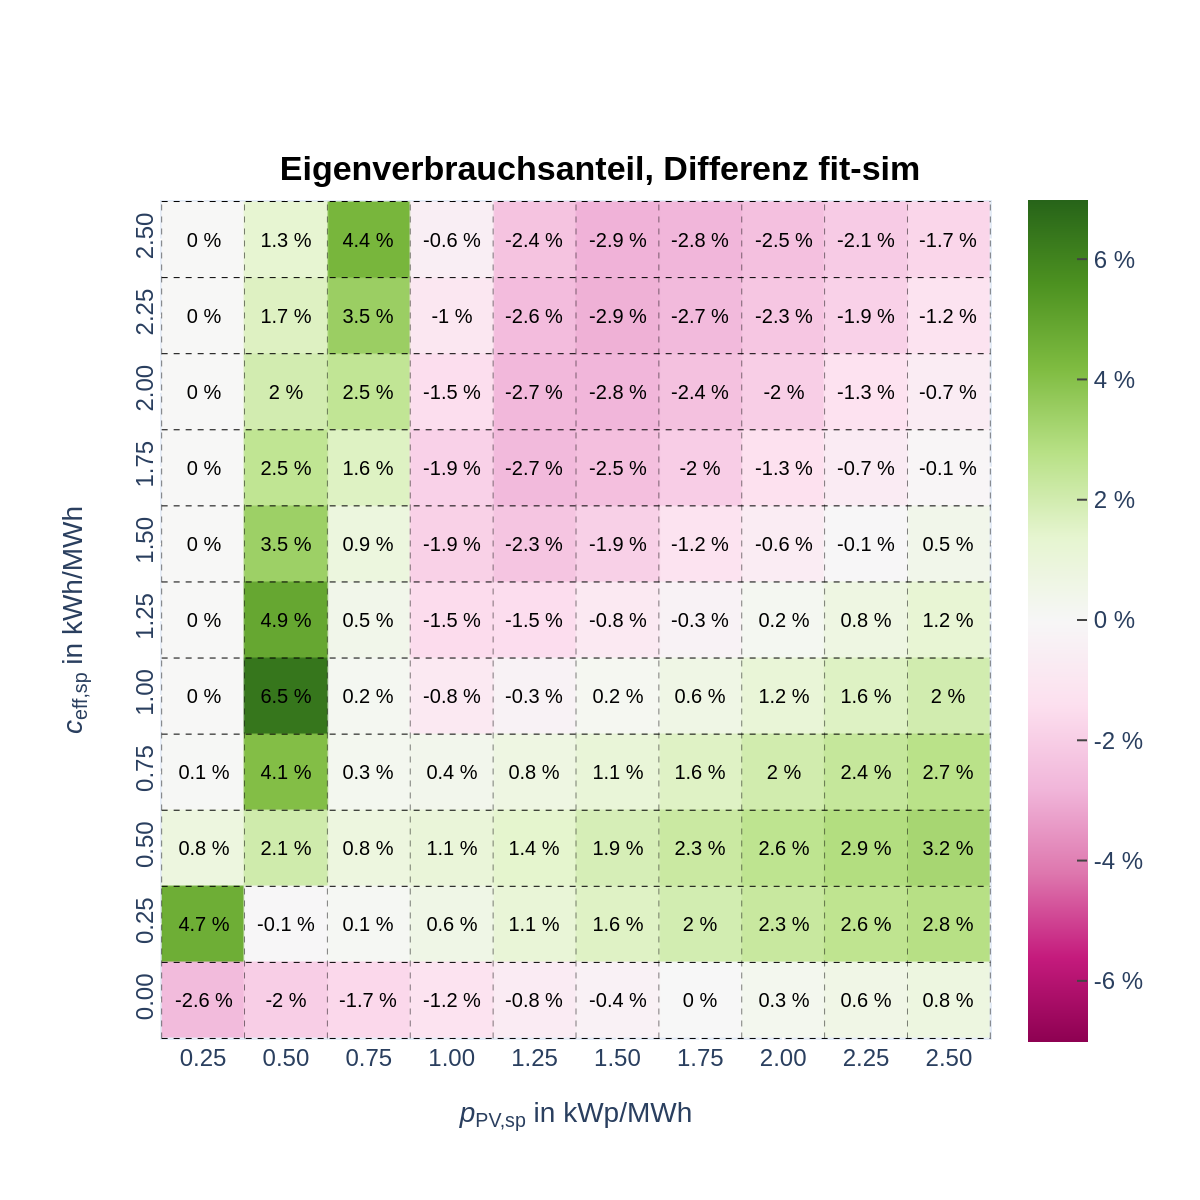 Eigenverbrauchsanteil, Differenz fit-sim
2.50 0 % 1.3 % 4.4 % -0.6 % -2.4 % -2.9 % -2.8 % -2.5 % -2.1 % -1.7 %
2.25 0 % 1.7 % 3.5 % -1 % -2.6 % -2.9 % -2.7 % -2.3 % -1.9 % -1.2 %
2.00 0 % 2 % 2.5 % -1.5 % -2.7 % -2.8 % -2.4 % -2 % -1.3 % -0.7 %
1.75 0 % 2.5 % 1.6 % -1.9 % -2.7 % -2.5 % -2 % -1.3 % -0.7 % -0.1 %
1.50 0 % 3.5 % 0.9 % -1.9 % -2.3 % -1.9 % -1.2 % -0.6 % -0.1 % 0.5 %
1.25 0 % 4.9 % 0.5 % -1.5 % -1.5 % -0.8 % -0.3 % 0.2 % 0.8 % 1.2 %
1.00 0 % 6.5 % 0.2 % -0.8 % -0.3 % 0.2 % 0.6 % 1.2 % 1.6 % 2 %
0.75 0.1 % 4.1 % 0.3 % 0.4 % 0.8 % 1.1 % 1.6 % 2 % 2.4 % 2.7 %
0.50 0.8 % 2.1 % 0.8 % 1.1 % 1.4 % 1.9 % 2.3 % 2.6 % 2.9 % 3.2 %
0.25 4.7 % -0.1 % 0.1 % 0.6 % 1.1 % 1.6 % 2 % 2.3 % 2.6 % 2.8 %
0.00 -2.6 % -2 % -1.7 % -1.2 % -0.8 % -0.4 % 0 % 0.3 % 0.6 % 0.8 %
0.25 0.50 0.75 1.00 1.25 1.50 1.75 2.00 2.25 2.50
pPV,sp in kWp/MWh
ceff,sp in kWh/MWh
6 %
4 %
2 %
0 %
-2 %
-4 %
-6 %